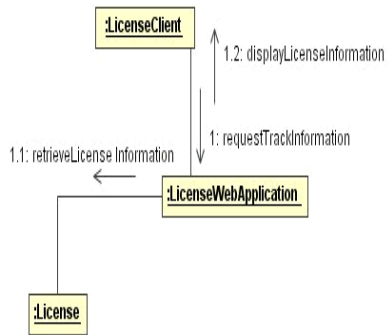 :LicenseClient
1.2: displayLicenseInformation
1: requestTrackInformation
1.1: retrieveLicense Information
:LicenseWebApplication
:License